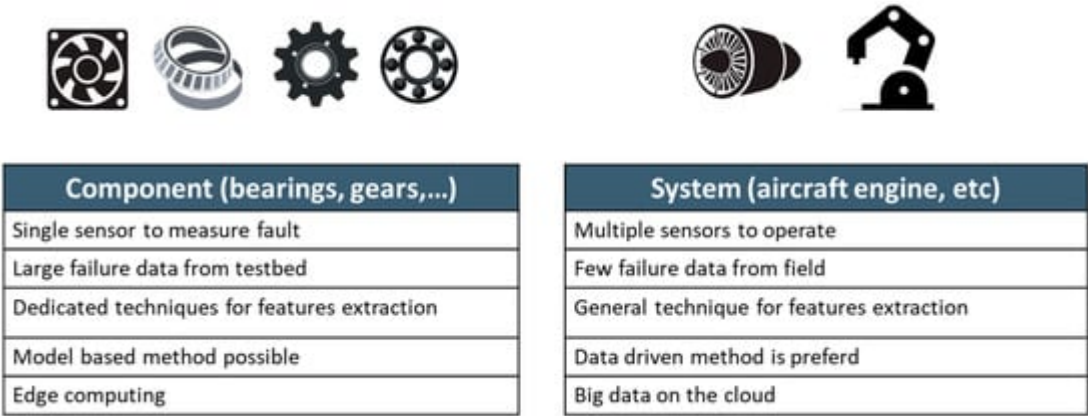 Component (bearings, gears,...)
Single sensor to measure fault
Large failure data from testbed
Dedicated techniques for features extraction
Model based method possible
Edge computing
System (aircraft engine, etc)
Multiple sensors to operate
Few failure data from field
General technique for features extraction
Data driven method is preferd
Big data on the cloud